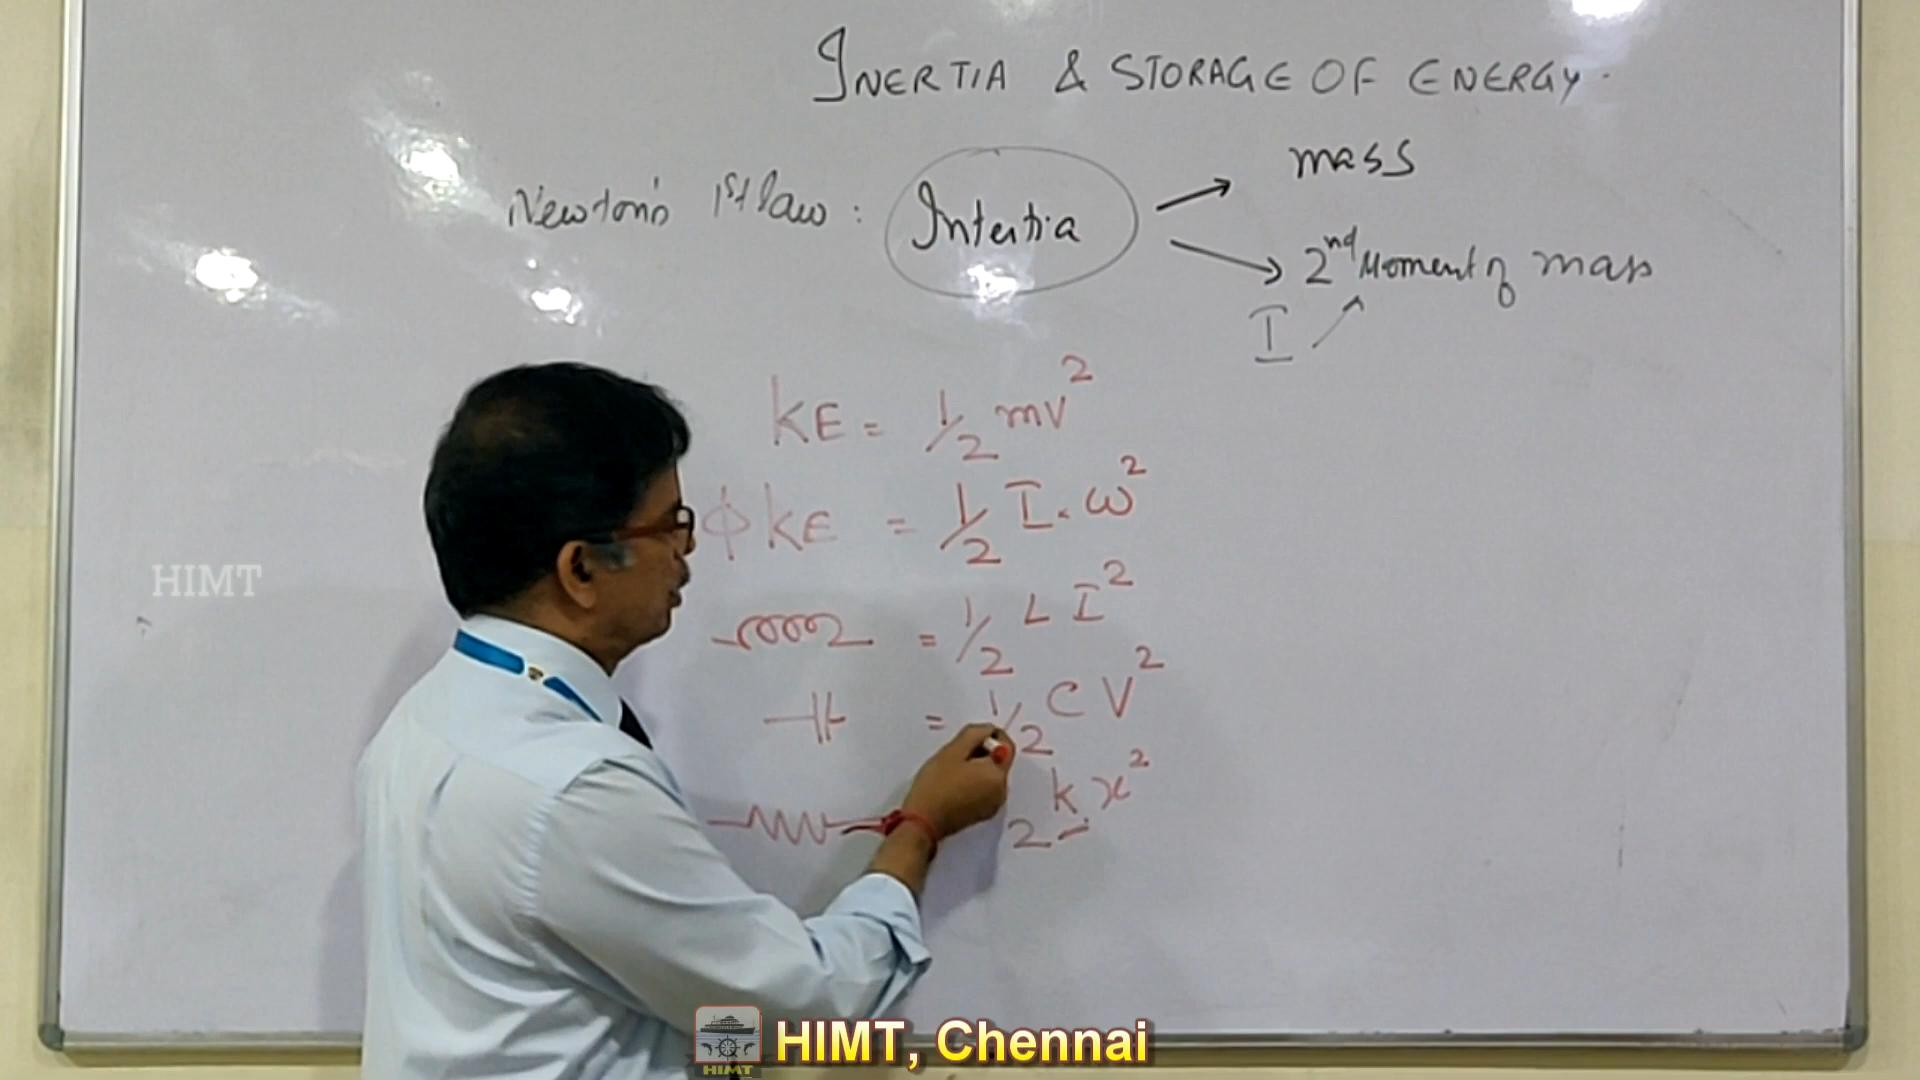 INERTIA & STORAGE OF ENERGY.
Newton's 1st law : Intertia
mass
2nd Moment of mass
I
KE = 1/2 mv²
ϕ KE = 1/2 I . ω²
= 1/2 L I²
= 1/2 C V²
2 k x²
HIMT
HIMT, Chennai
HIMT